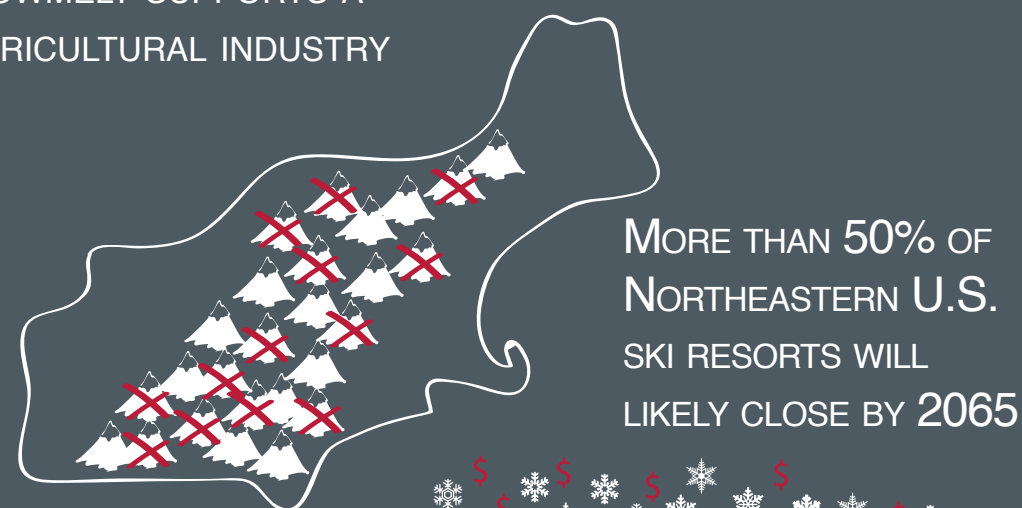 RICULTURAL INDUSTRY
MORE THAN 50% OF
NORTHEASTERN U.S.
SKI RESORTS WILL
LIKELY CLOSE BY 2065
$ $ $ $ $